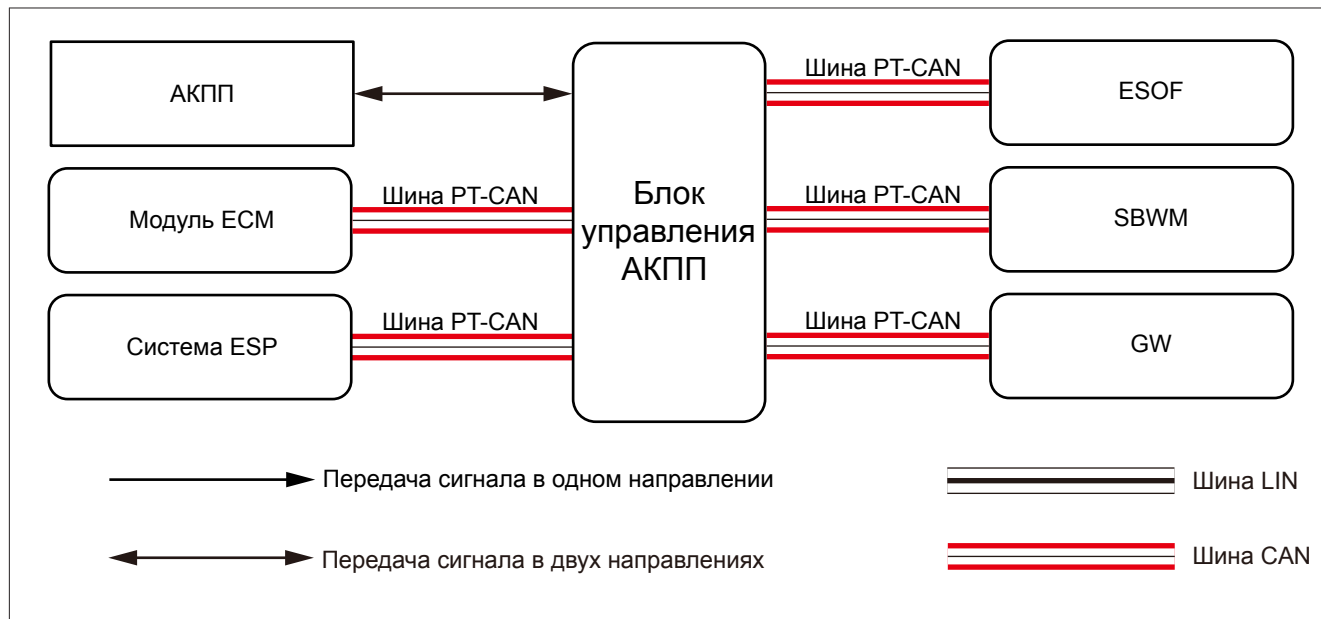 АКПП
Шина PT-CAN
ESOF
Модуль ECM
Шина PT-CAN
Блок
управления
АКПП
Шина PT-CAN
SBWM
Система ESP
Шина PT-CAN
Шина PT-CAN
GW
Передача сигнала в одном направлении
Шина LIN
Передача сигнала в двух направлениях
Шина CAN